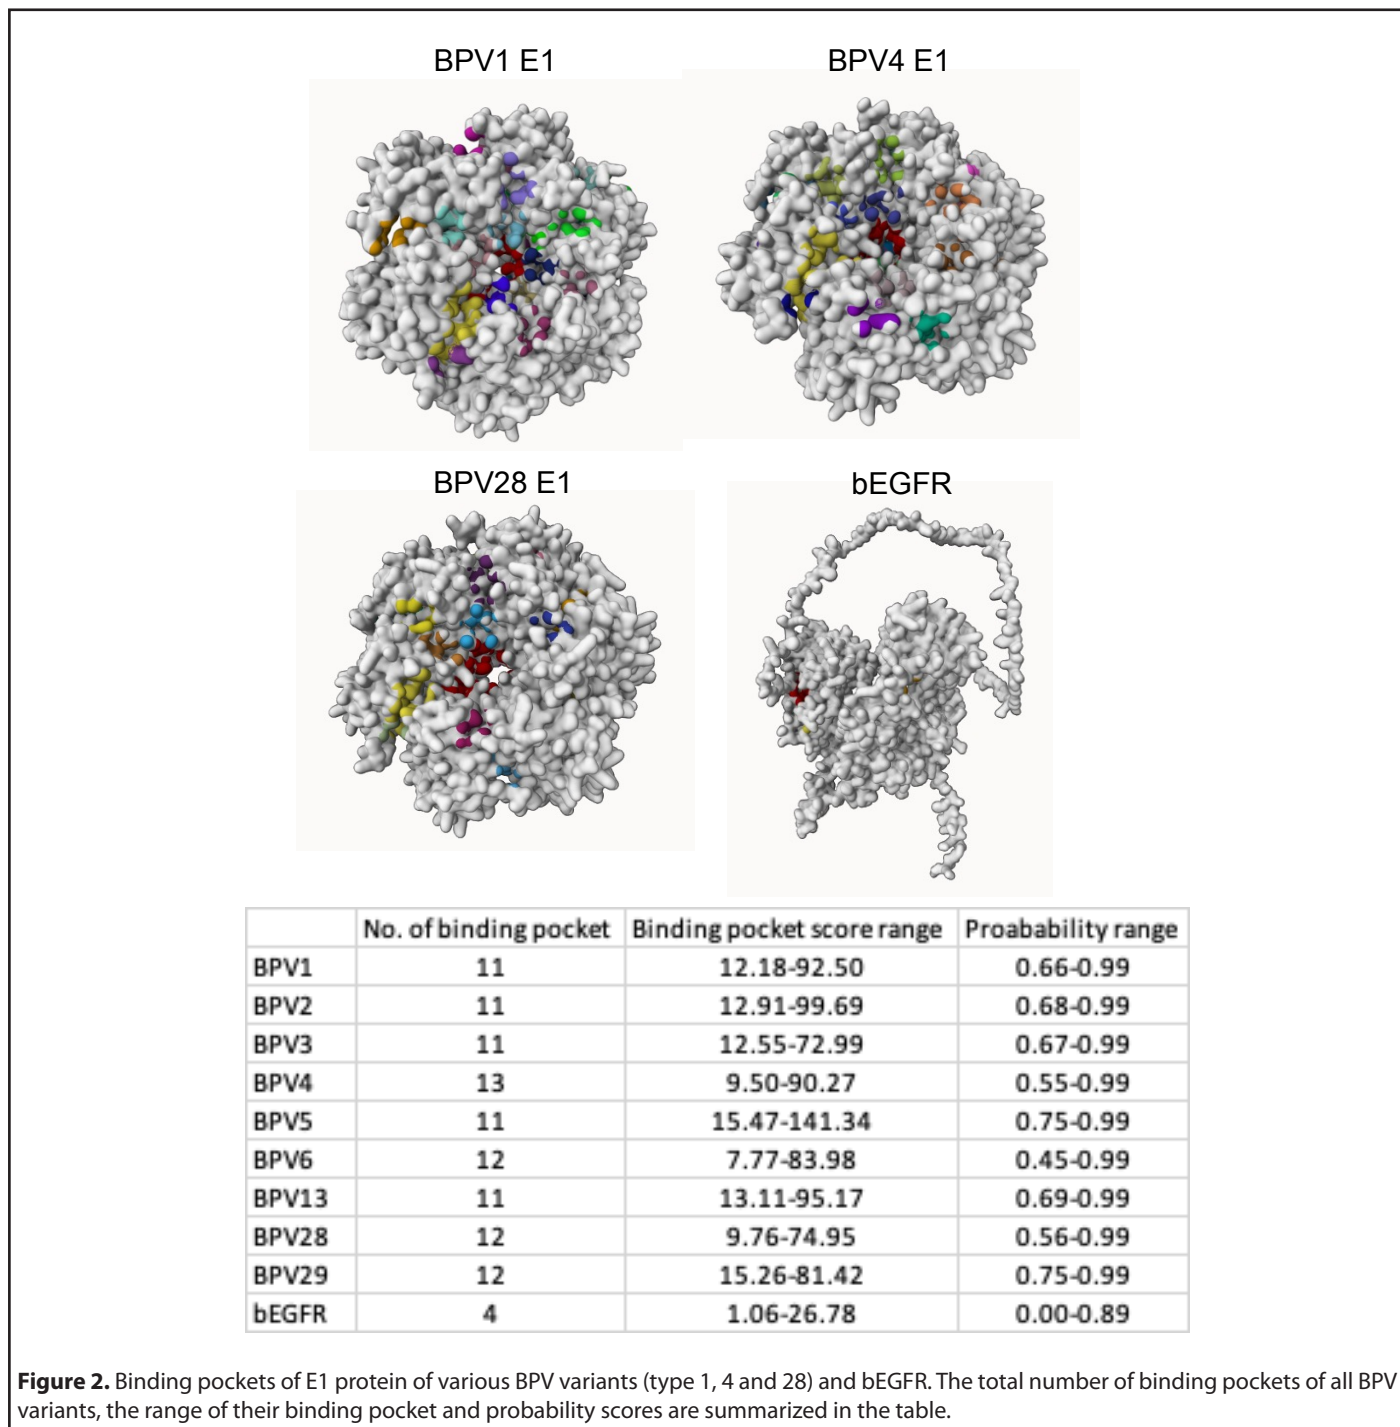 BPV1 E1 BPV4 E1
BPV28 E1 bEGFR
No. of binding pocket Binding pocket score range Proabability range
BPV1 11 12.18-92.50 0.66-0.99
BPV2 11 12.91-99.69 0.68-0.99
BPV3 11 12.55-72.99 0.67-0.99
BPV4 13 9.50-90.27 0.55-0.99
BPV5 11 15.47-141.34 0.75-0.99
BPV6 12 7.77-83.98 0.45-0.99
BPV13 11 13.11-95.17 0.69-0.99
BPV28 12 9.76-74.95 0.56-0.99
BPV29 12 15.26-81.42 0.75-0.99
bEGFR 4 1.06-26.78 0.00-0.89
Figure 2. Binding pockets of E1 protein of various BPV variants (type 1, 4 and 28) and bEGFR. The total number of binding pockets of all BPV
variants, the range of their binding pocket and probability scores are summarized in the table.